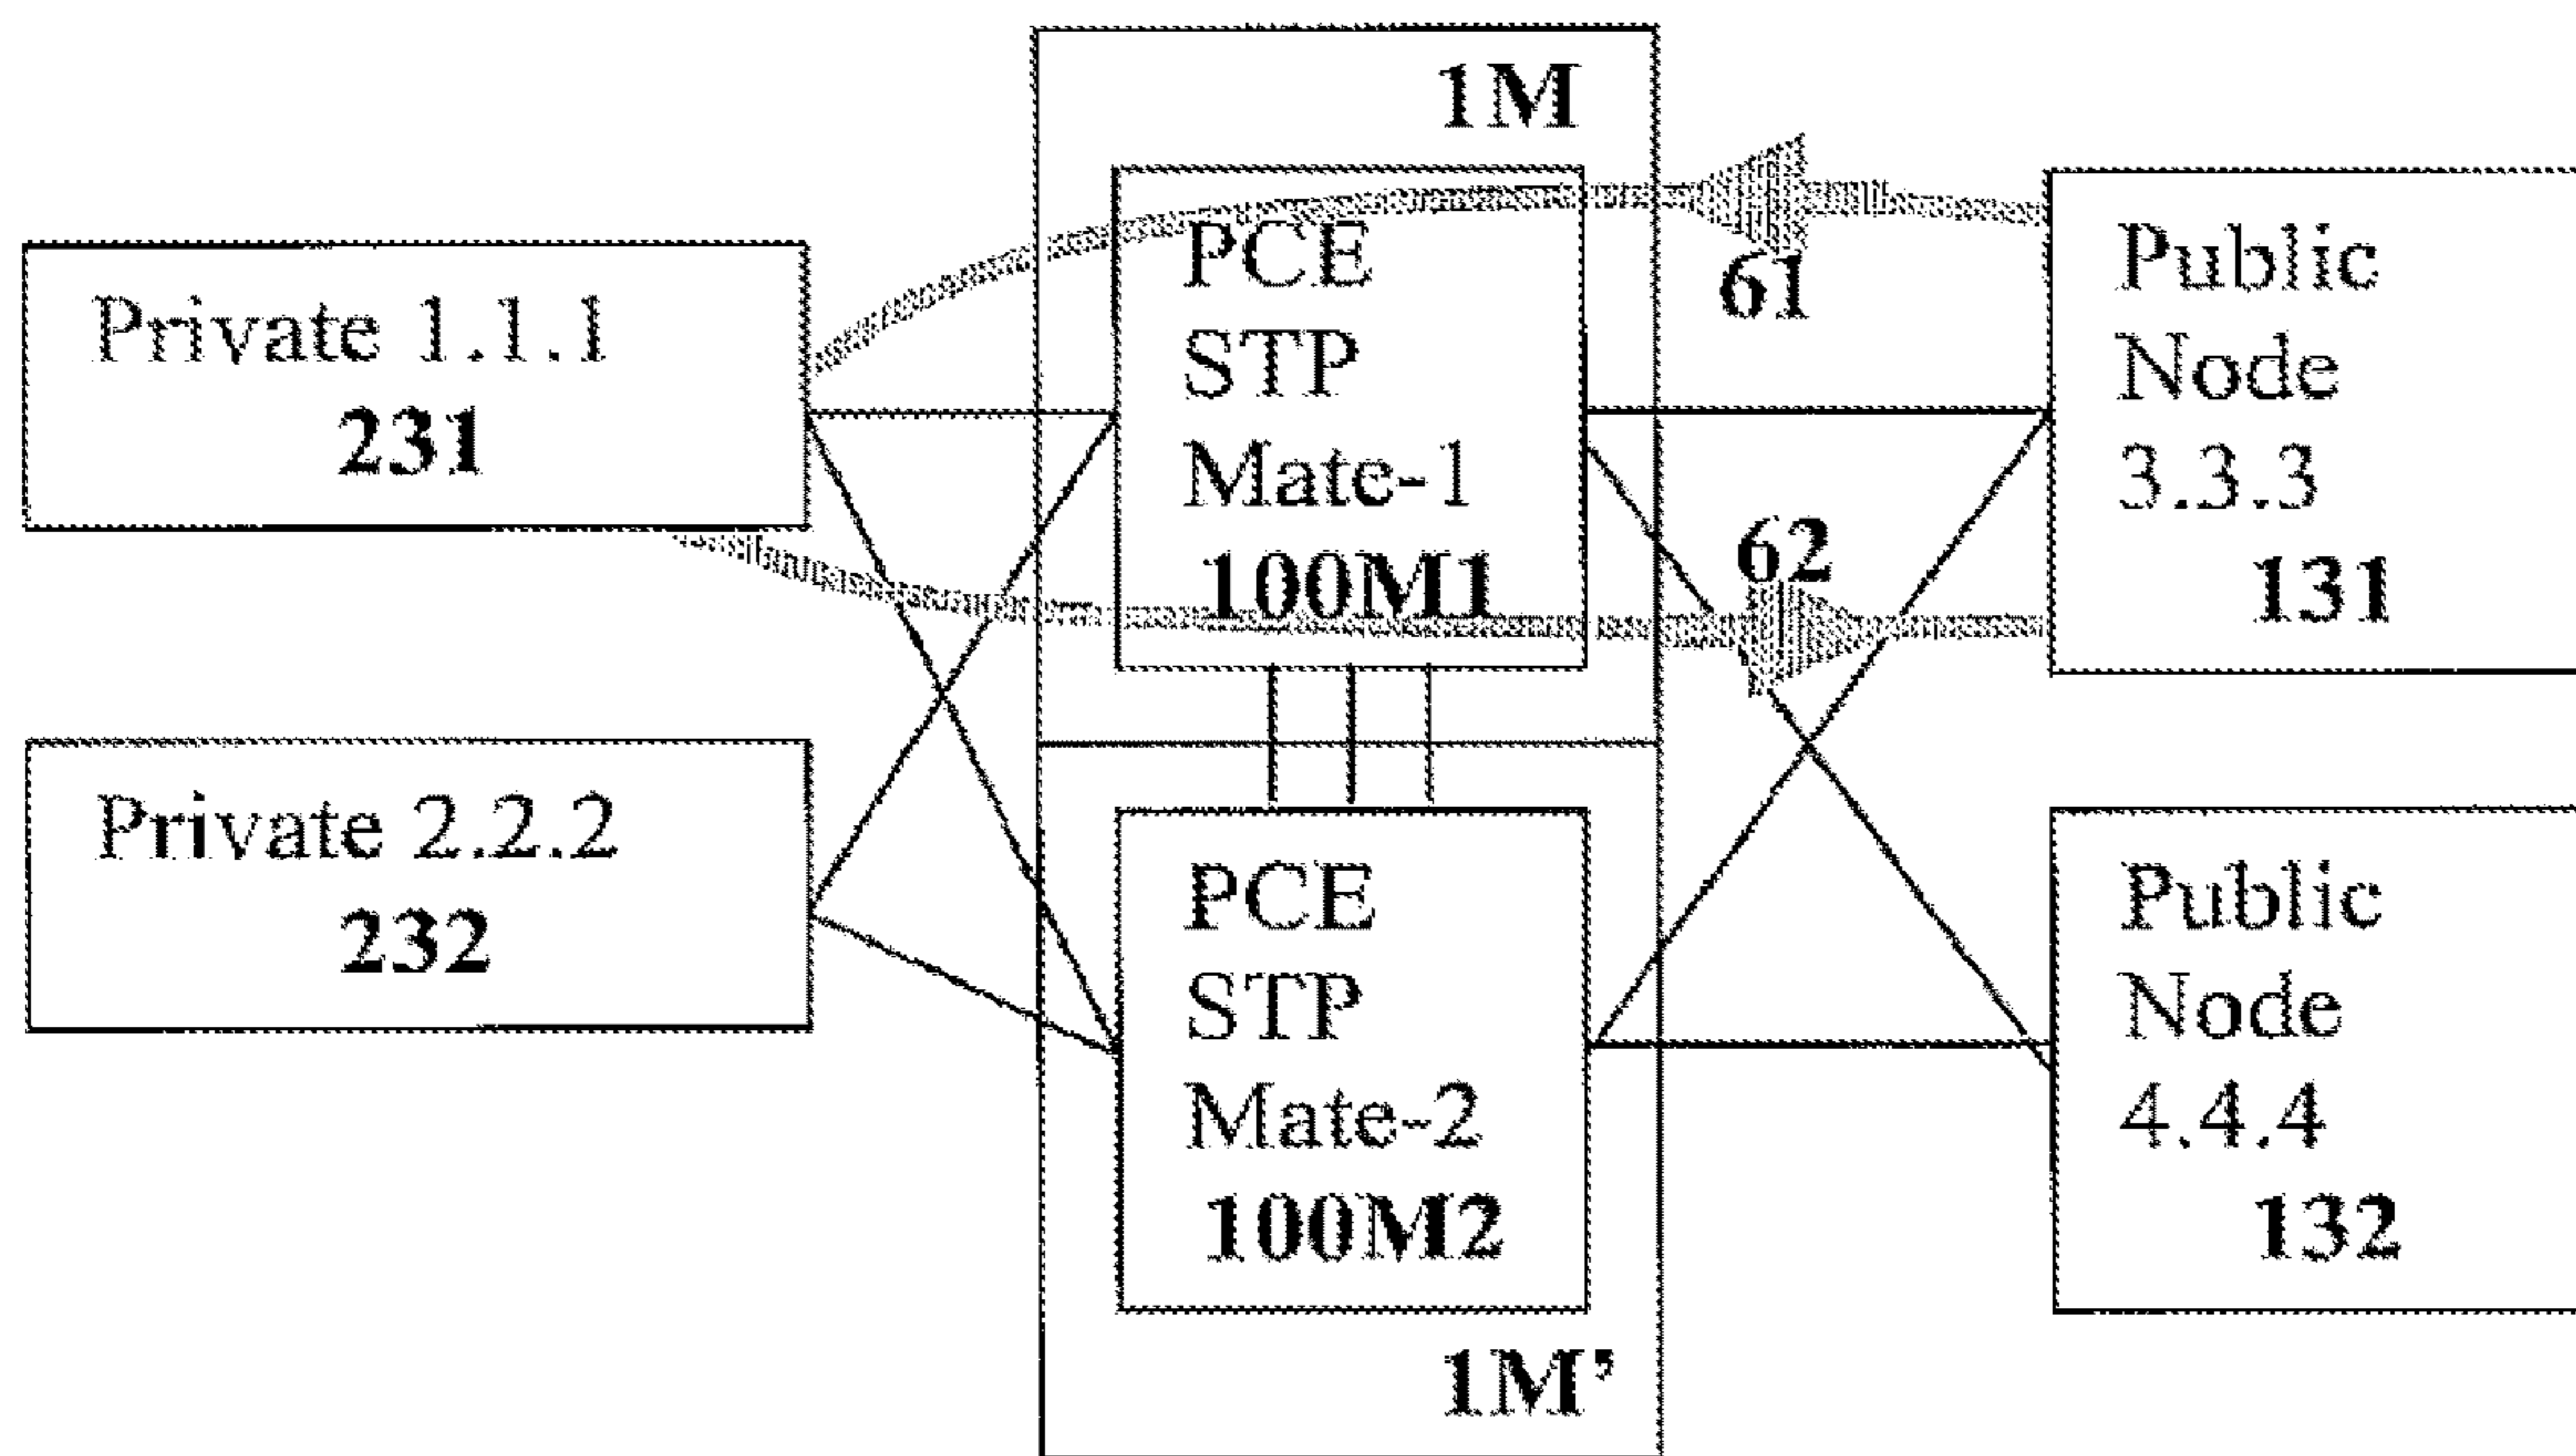 1M
PCE
STP
Mate-1
100M1
61
62
Private 1.1.1
231
Public
Node
3.3.3
131
Private 2.2.2
232
PCE
STP
Mate-2
100M2
1M’
Public
Node
4.4.4
132